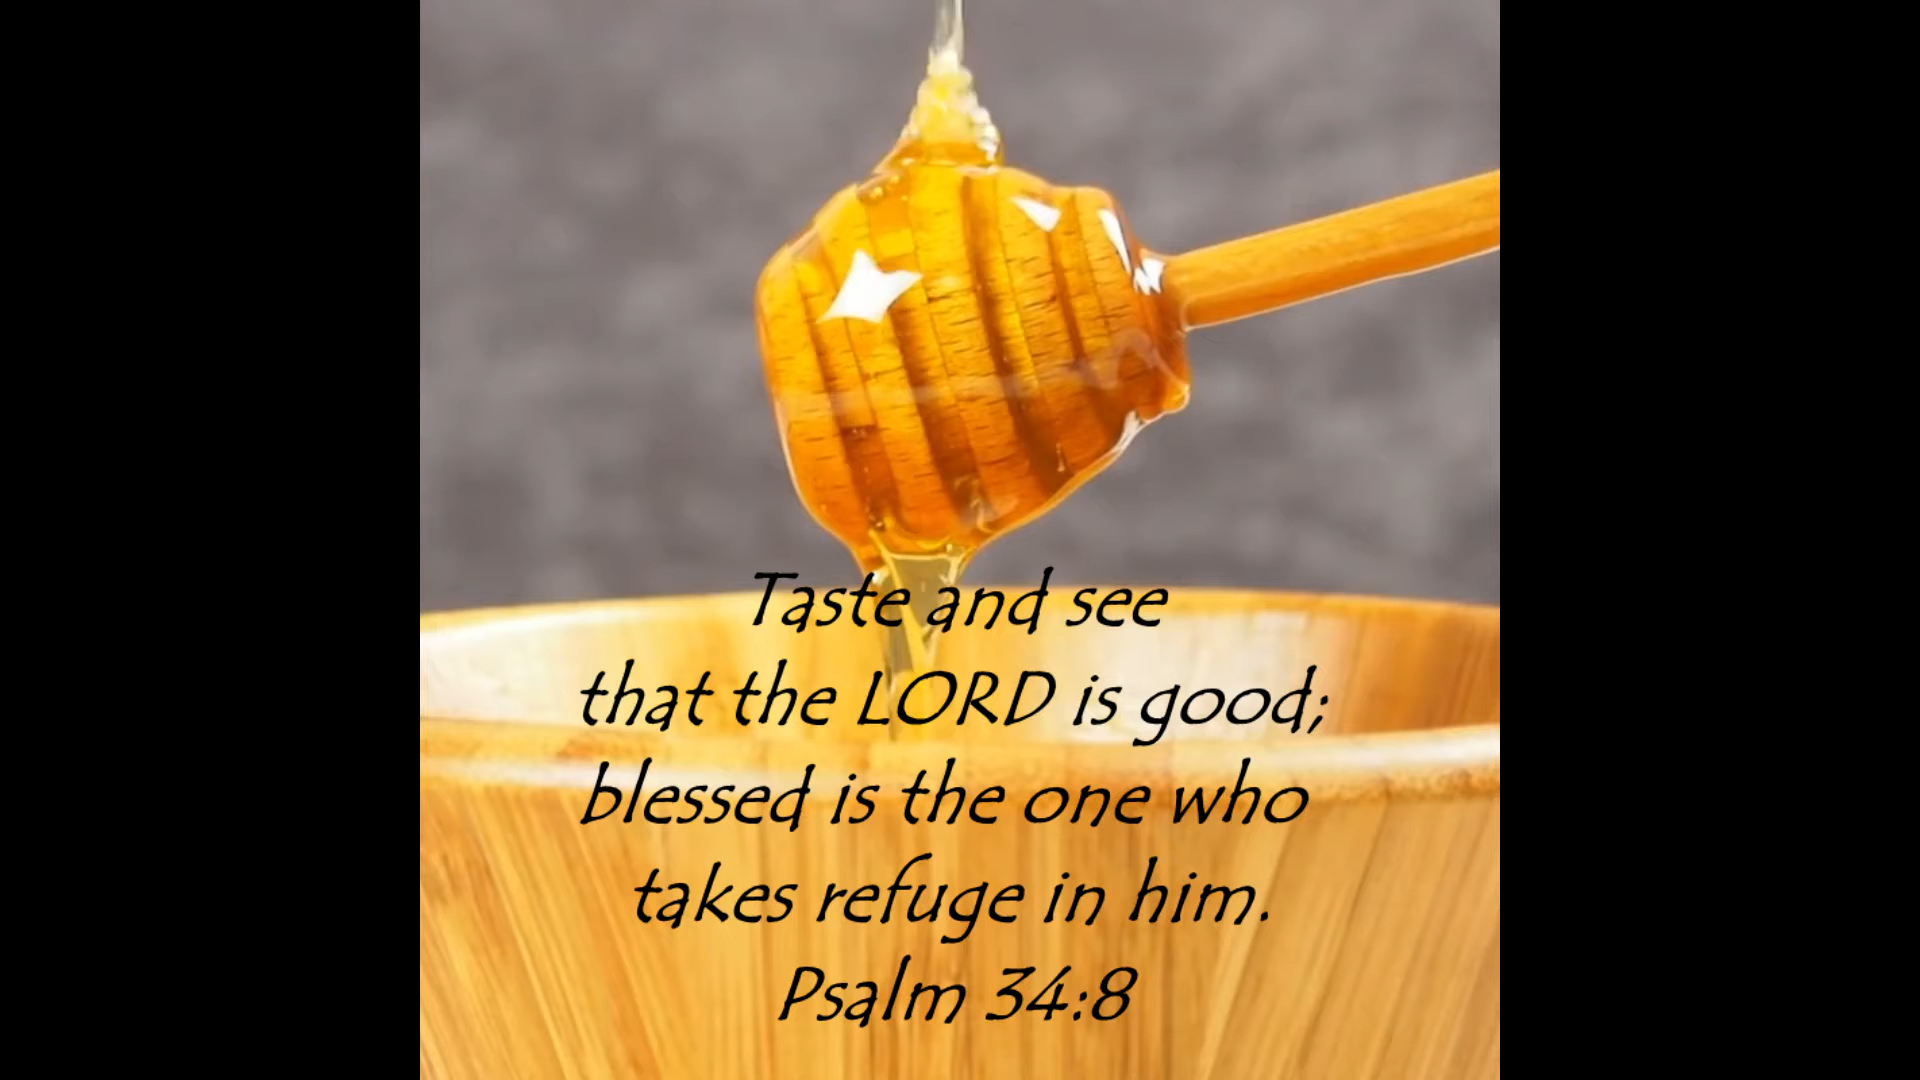 Taste and see
that the LORD is good;
blessed is the one who
takes refuge in him.
Psalm 34:8